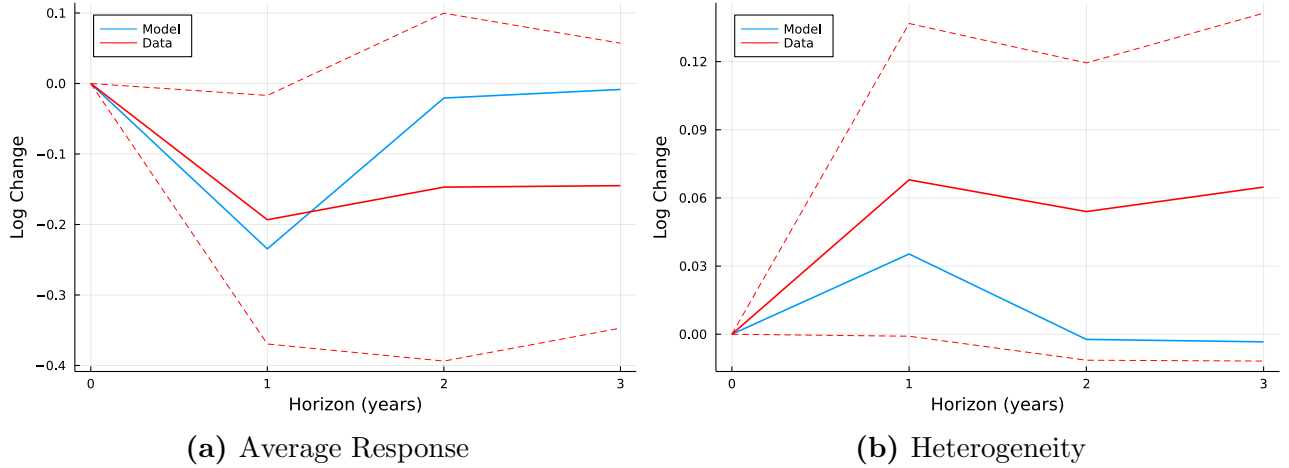 0.1
0.0
−0.1
−0.2
−0.3
−0.4
Log Change
Model
Data
0
1
2
3
Horizon (years)
(a) Average Response
0.12
0.09
0.06
0.03
0.00
Log Change
Model
Data
0
1
2
3
Horizon (years)
(b) Heterogeneity